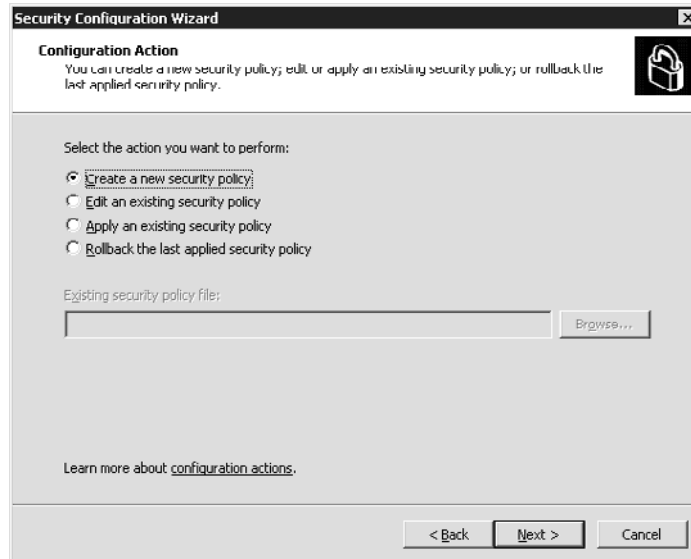 Security Configuration Wizard
Configuration Action
You can create a new security policy; edit or apply an existing security policy; or rollback the
last applied security policy.
Select the action you want to perform:
Create a new security policy
Edit an existing security policy
Apply an existing security policy
Rollback the last applied security policy
Existing security policy file:
Browse...
Learn more about configuration actions.
< Back Next > Cancel